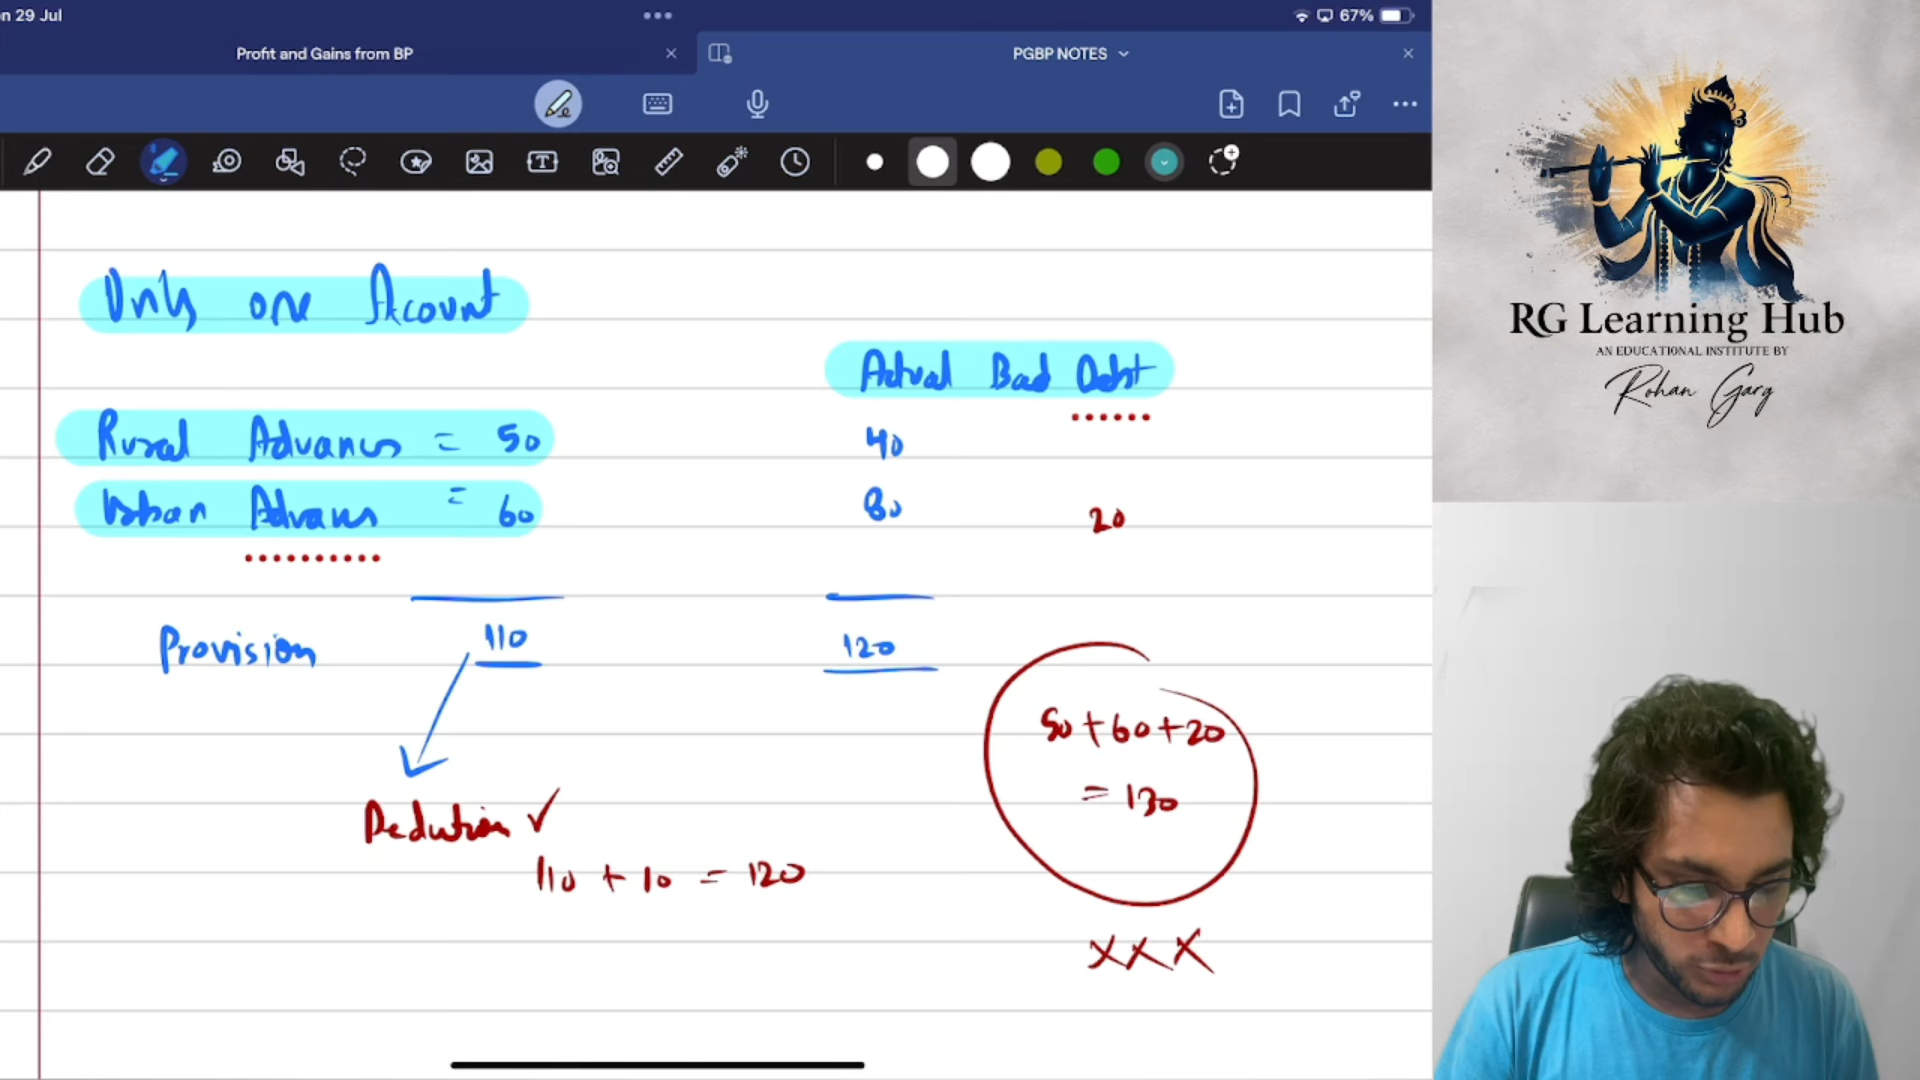 n 29 Jul
67%
Profit and Gains from BP
PGBP NOTES
Only one Account
Actual Bad Debt
Rural Advances = 50 40
Urban Advances = 60 80 20
Provision 110 120
50+60+20
= 130
Deduction ✓
110 + 10 = 120
XXX
RG Learning Hub
AN EDUCATIONAL INSTITUTE BY
Rohan Garg